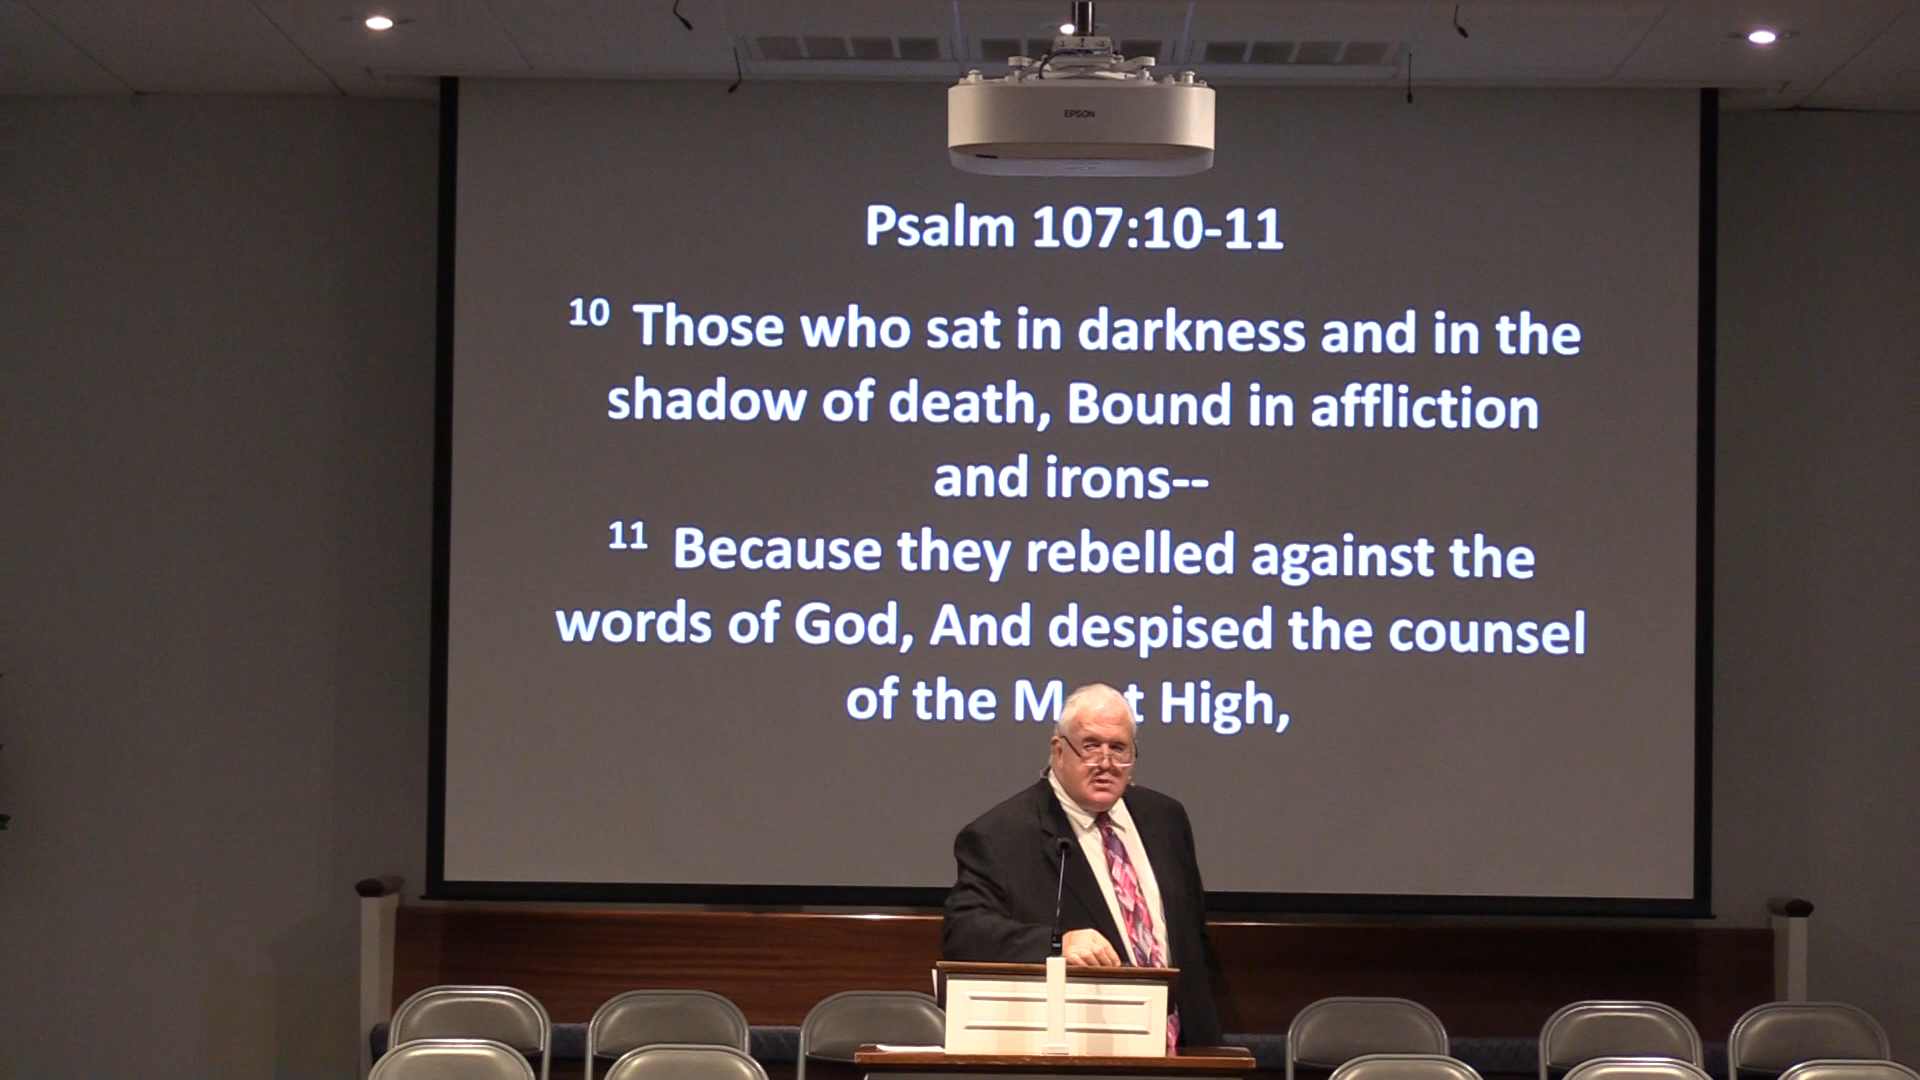 EPSON
Psalm 107:10-11
10 Those who sat in darkness and in the
shadow of death, Bound in affliction
and irons--
11 Because they rebelled against the
words of God, And despised the counsel
of the M t High,